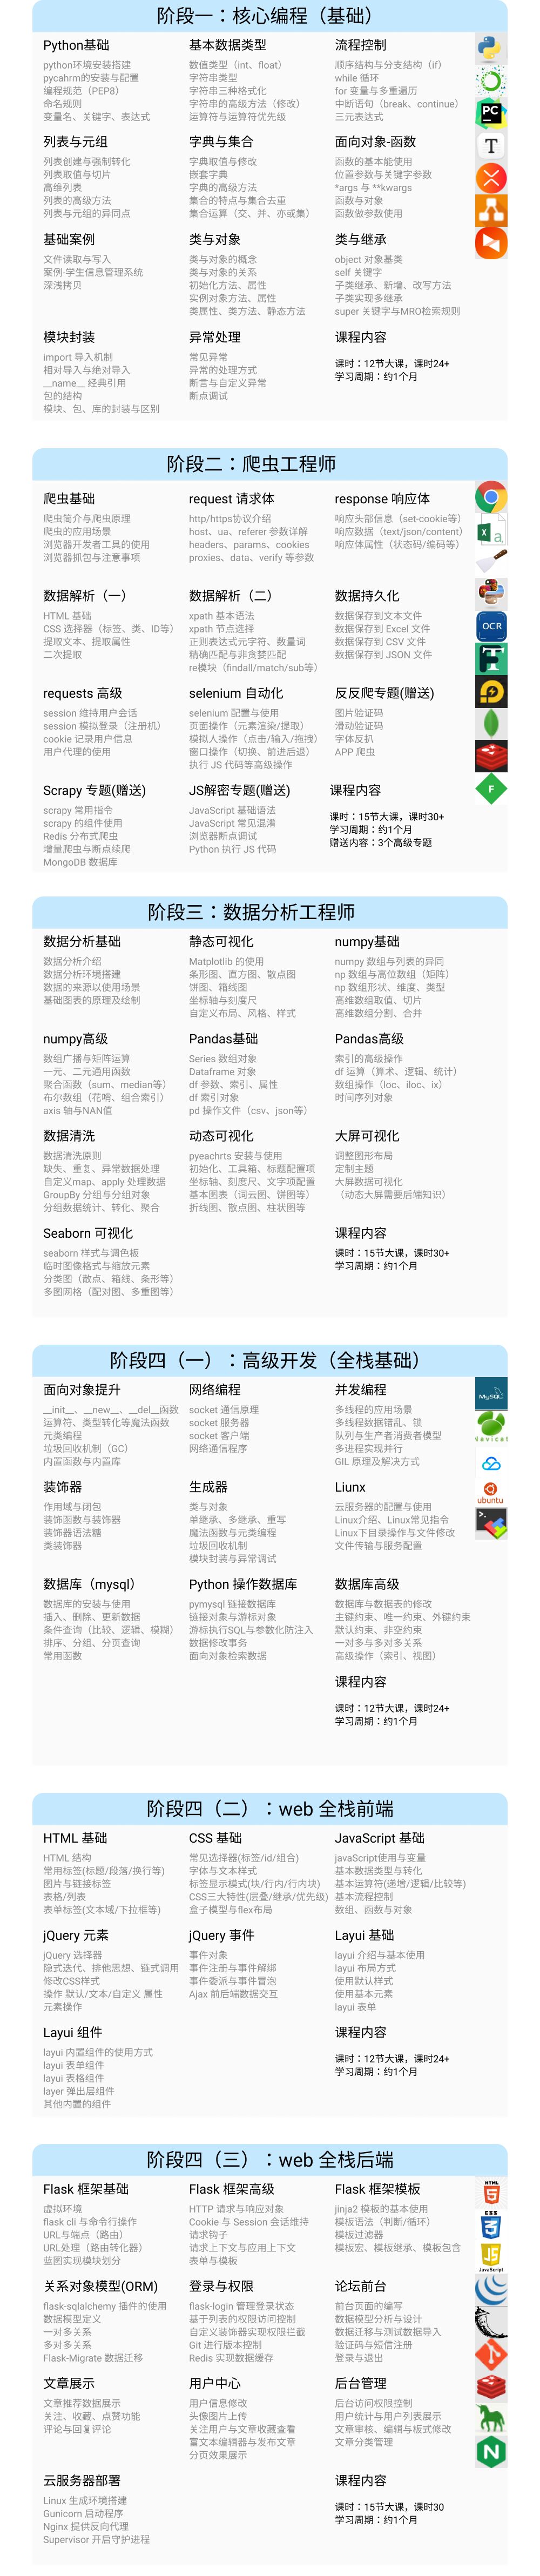 阶段一：核心编程（基础）
Python基础
python环境安装搭建
pycahrm的安装与配置
编程规范（PEP8）
命名规则
变量名、关键字、表达式
基本数据类型
数值类型（int、float）
字符串类型
字符串三种格式化
字符串的高级方法（修改）
运算符与运算符优先级
流程控制
顺序结构与分支结构（if）
while 循环
for 变量与多重遍历
中断语句（break、continue）
三元表达式
列表与元组
列表创建与强制转化
列表取值与切片
高维列表
列表的高级方法
列表与元组的异同点
字典与集合
字典取值与修改
嵌套字典
字典的高级方法
集合的特点与集合去重
集合运算（交、并、亦或集）
面向对象-函数
函数的基本能使用
位置参数与关键字参数
*args 与 **kwargs
函数与对象
函数做参数使用
基础案例
文件读取与写入
案例-学生信息管理系统
深浅拷贝
类与对象
类与对象的概念
类与对象的关系
初始化方法、属性
实例对象方法、属性
类属性、类方法、静态方法
类与继承
object 对象基类
self 关键字
子类继承、新增、改写方法
子类实现多继承
super 关键字与MRO检索规则
模块封装
import 导入机制
相对导入与绝对导入
__name__ 经典引用
包的结构
模块、包、库的封装与区别
异常处理
常见异常
异常的处理方式
断言与自定义异常
断点调试
课程内容
课时：12节大课，课时24+
学习周期：约1个月
PC
T
阶段二：爬虫工程师
爬虫基础
爬虫简介与爬虫原理
爬虫的应用场景
浏览器开发者工具的使用
浏览器抓包与注意事项
request 请求体
http/https协议介绍
host、ua、referer 参数详解
headers、params、cookies
proxies、data、verify 等参数
response 响应体
响应头部信息（set-cookie等）
响应数据（text/json/content）
响应体属性（状态码/编码等）
数据解析（一）
HTML 基础
CSS 选择器（标签、类、ID等）
提取文本、提取属性
二次提取
数据解析（二）
xpath 基本语法
xpath 节点选择
正则表达式元字符、数量词
精确匹配与非贪婪匹配
re模块（findall/match/sub等）
数据持久化
数据保存到文本文件
数据保存到 Excel 文件
数据保存到 CSV 文件
数据保存到 JSON 文件
requests 高级
session 维持用户会话
session 模拟登录（注册机）
cookie 记录用户信息
用户代理的使用
selenium 自动化
selenium 配置与使用
页面操作（元素渲染/提取）
模拟人操作（点击/输入/拖拽）
窗口操作（切换、前进后退）
执行 JS 代码等高级操作
反反爬专题(赠送)
图片验证码
滑动验证码
字体反扒
APP 爬虫
Scrapy 专题(赠送)
scrapy 常用指令
scrapy 的组件使用
Redis 分布式爬虫
增量爬虫与断点续爬
MongoDB 数据库
JS解密专题(赠送)
JavaScript 基础语法
JavaScript 常见混淆
浏览器断点调试
Python 执行 JS 代码
课程内容
课时：15节大课，课时30+
学习周期：约1个月
赠送内容：3个高级专题
OCR
F
阶段三：数据分析工程师
数据分析基础
数据分析介绍
数据分析环境搭建
数据的来源以使用场景
基础图表的原理及绘制
静态可视化
Matplotlib 的使用
条形图、直方图、散点图
饼图、箱线图
坐标轴与刻度尺
自定义布局、风格、样式
numpy基础
numpy 数组与列表的异同
np 数组与高位数组（矩阵）
np 数组形状、维度、类型
高维数组取值、切片
高维数组分割、合并
numpy高级
数组广播与矩阵运算
一元、二元通用函数
聚合函数（sum、median等）
布尔数组（花哨、组合索引）
axis 轴与NAN值
Pandas基础
Series 数组对象
Dataframe 对象
df 参数、索引、属性
df 索引对象
pd 操作文件（csv、json等）
Pandas高级
索引的高级操作
df 运算（算术、逻辑、统计）
数组操作（loc、iloc、ix）
时间序列对象
数据清洗
数据清洗原则
缺失、重复、异常数据处理
自定义map、apply 处理数据
GroupBy 分组与分组对象
分组数据统计、转化、聚合
动态可视化
pyeachrts 安装与使用
初始化、工具箱、标题配置项
坐标轴、刻度尺、文字项配置
基本图表（词云图、饼图等）
折线图、散点图、柱状图等
大屏可视化
调整图形布局
定制主题
大屏数据可视化
（动态大屏需要后端知识）
Seaborn 可视化
seaborn 样式与调色板
临时图像格式与缩放元素
分类图（散点、箱线、条形等）
多图网格（配对图、多重图等）
课程内容
课时：15节大课，课时30+
学习周期：约1个月
阶段四（一）：高级开发（全栈基础）
面向对象提升
__init__、__new__、__del__函数
运算符、类型转化等魔法函数
元类编程
垃圾回收机制（GC）
内置函数与内置库
网络编程
socket 通信原理
socket 服务器
socket 客户端
网络通信程序
并发编程
多线程的应用场景
多线程数据错乱、锁
队列与生产者消费者模型
多进程实现并行
GIL 原理及解决方式
装饰器
作用域与闭包
装饰函数与装饰器
装饰器语法糖
类装饰器
生成器
类与对象
单继承、多继承、重写
魔法函数与元类编程
垃圾回收机制
模块封装与异常调试
Liunx
云服务器的配置与使用
Linux介绍、Linux常见指令
Linux下目录操作与文件修改
文件传输与服务配置
数据库（mysql）
数据库的安装与使用
插入、删除、更新数据
条件查询（比较、逻辑、模糊）
排序、分组、分页查询
常用函数
Python 操作数据库
pymysql 链接数据库
链接对象与游标对象
游标执行SQL与参数化防注入
数据修改事务
面向对象检索数据
数据库高级
数据库与数据表的修改
主键约束、唯一约束、外键约束
默认约束、非空约束
一对多与多对多关系
高级操作（索引、视图）
课程内容
课时：12节大课，课时24+
学习周期：约1个月
MySQL
ubuntu
阶段四（二）：web 全栈前端
HTML 基础
HTML 结构
常用标签(标题/段落/换行等)
图片与链接标签
表格/列表
表单标签(文本域/下拉框等)
CSS 基础
常见选择器(标签/id/组合)
字体与文本样式
标签显示模式(块/行内/行内块)
CSS三大特性(层叠/继承/优先级)
盒子模型与flex布局
JavaScript 基础
javaScript使用与变量
基本数据类型与转化
基本运算符(递增/逻辑/比较等)
基本流程控制
数组、函数与对象
jQuery 元素
jQuery 选择器
隐式迭代、排他思想、链式调用
修改CSS样式
操作 默认/文本/自定义 属性
元素操作
jQuery 事件
事件对象
事件注册与事件解绑
事件委派与事件冒泡
Ajax 前后端数据交互
Layui 基础
layui 介绍与基本使用
layui 布局方式
使用默认样式
使用基本元素
layui 表单
Layui 组件
layui 内置组件的使用方式
layui 表单组件
layui 表格组件
layer 弹出层组件
其他内置的组件
课程内容
课时：12节大课，课时24+
学习周期：约1个月
阶段四（三）：web 全栈后端
Flask 框架基础
虚拟环境
flask cli 与命令行操作
URL与端点（路由）
URL处理（路由转化器）
蓝图实现模块划分
Flask 框架高级
HTTP 请求与响应对象
Cookie 与 Session 会话维持
请求钩子
请求上下文与应用上下文
表单与模板
Flask 框架模板
jinja2 模板的基本使用
模板语法（判断/循环）
模板过滤器
模板宏、模板继承、模板包含
关系对象模型(ORM)
flask-sqlalchemy 插件的使用
数据模型定义
一对多关系
多对多关系
Flask-Migrate 数据迁移
登录与权限
flask-login 管理登录状态
基于列表的权限访问控制
自定义装饰器实现权限拦截
Git 进行版本控制
Redis 实现数据缓存
论坛前台
前台页面的编写
数据模型分析与设计
数据迁移与测试数据导入
验证码与短信注册
登录与退出
文章展示
文章推荐数据展示
关注、收藏、点赞功能
评论与回复评论
用户中心
用户信息修改
头像图片上传
关注用户与文章收藏查看
富文本编辑器与发布文章
分页效果展示
后台管理
后台访问权限控制
用户统计与用户列表展示
文章审核、编辑与板式修改
文章分类管理
云服务器部署
Linux 生成环境搭建
Gunicorn 启动程序
Nginx 提供反向代理
Supervisor 开启守护进程
课程内容
课时：15节大课，课时30
学习周期：约1个月
HTML
5
CSS
3
JS
JavaScript
N